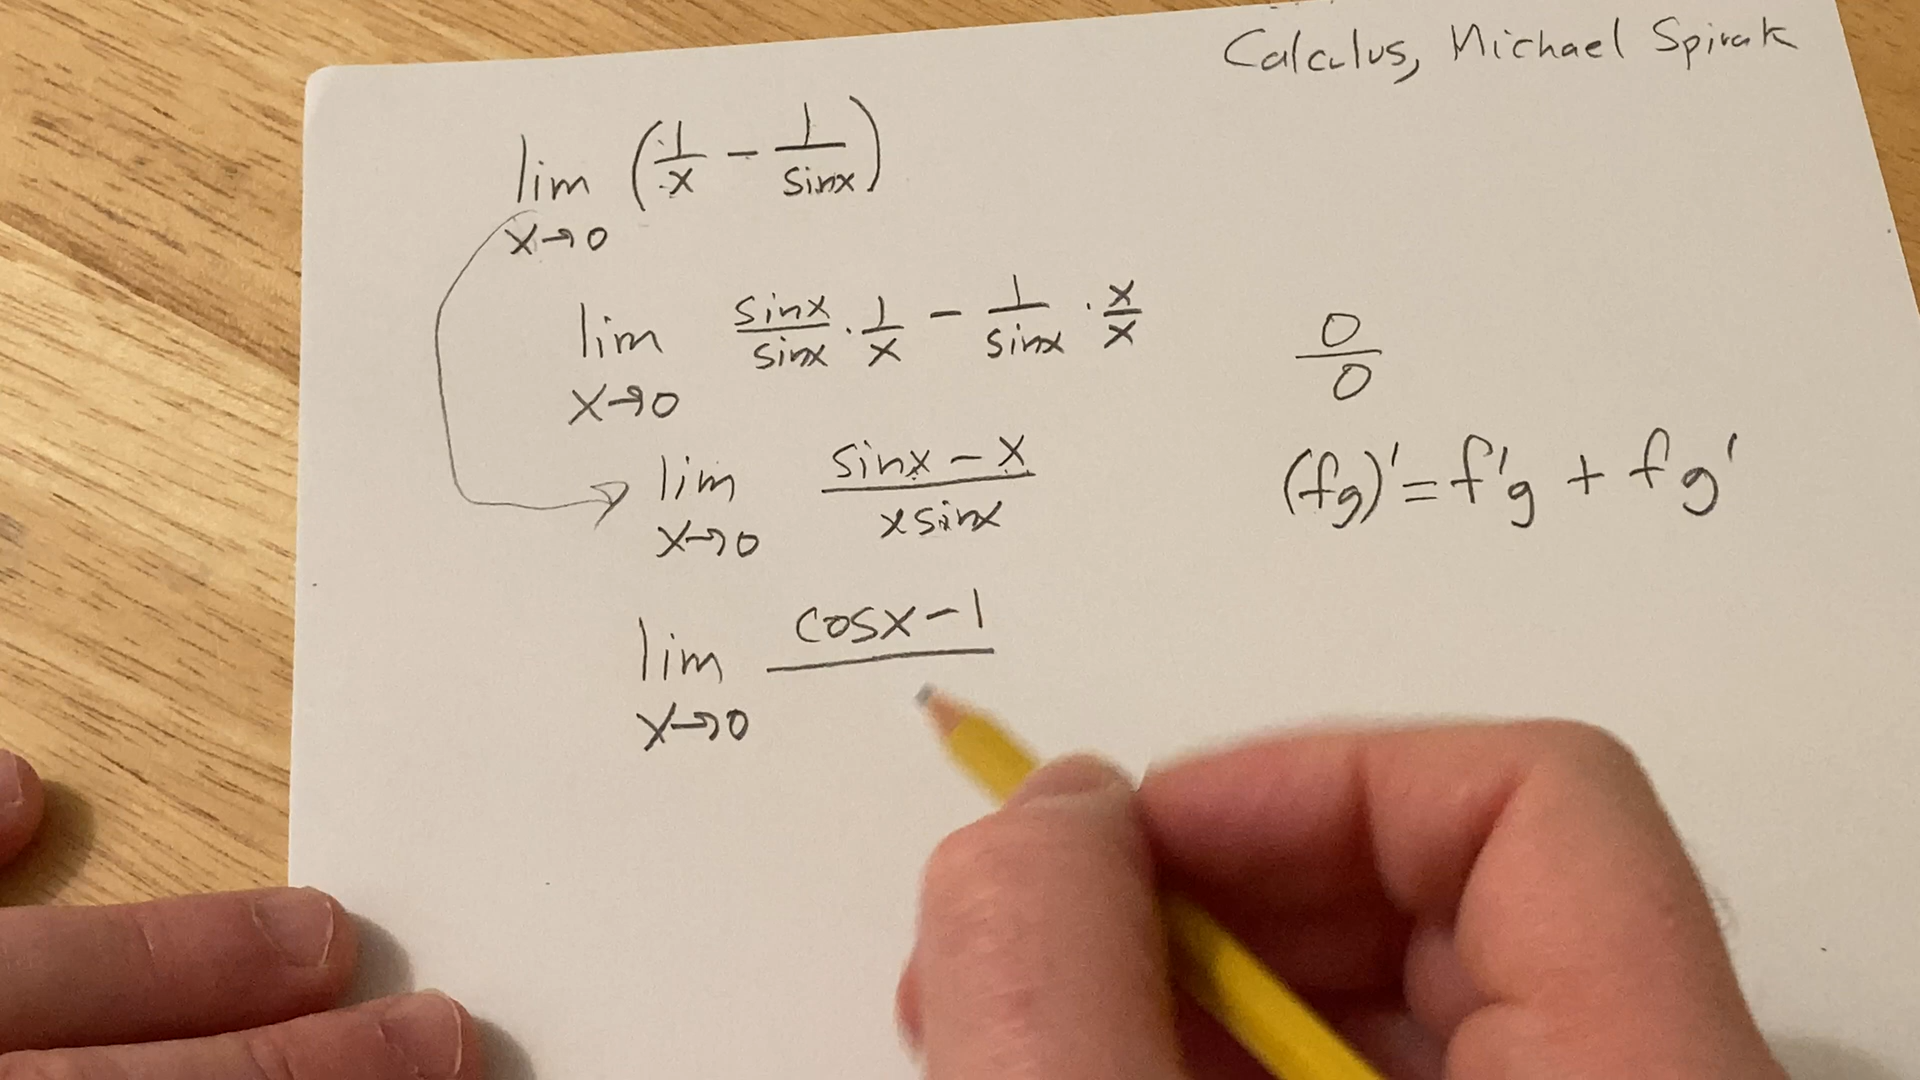 Calculus, Michael Spivak
lim (1/x - 1/sinx)
x→0
lim sinx/sinx · 1/x - 1/sinx · x/x
x→0
0/0
lim (sinx - x)/(xsinx)
x→0
(fg)' = f'g + fg'
lim (cosx - 1)/
x→0